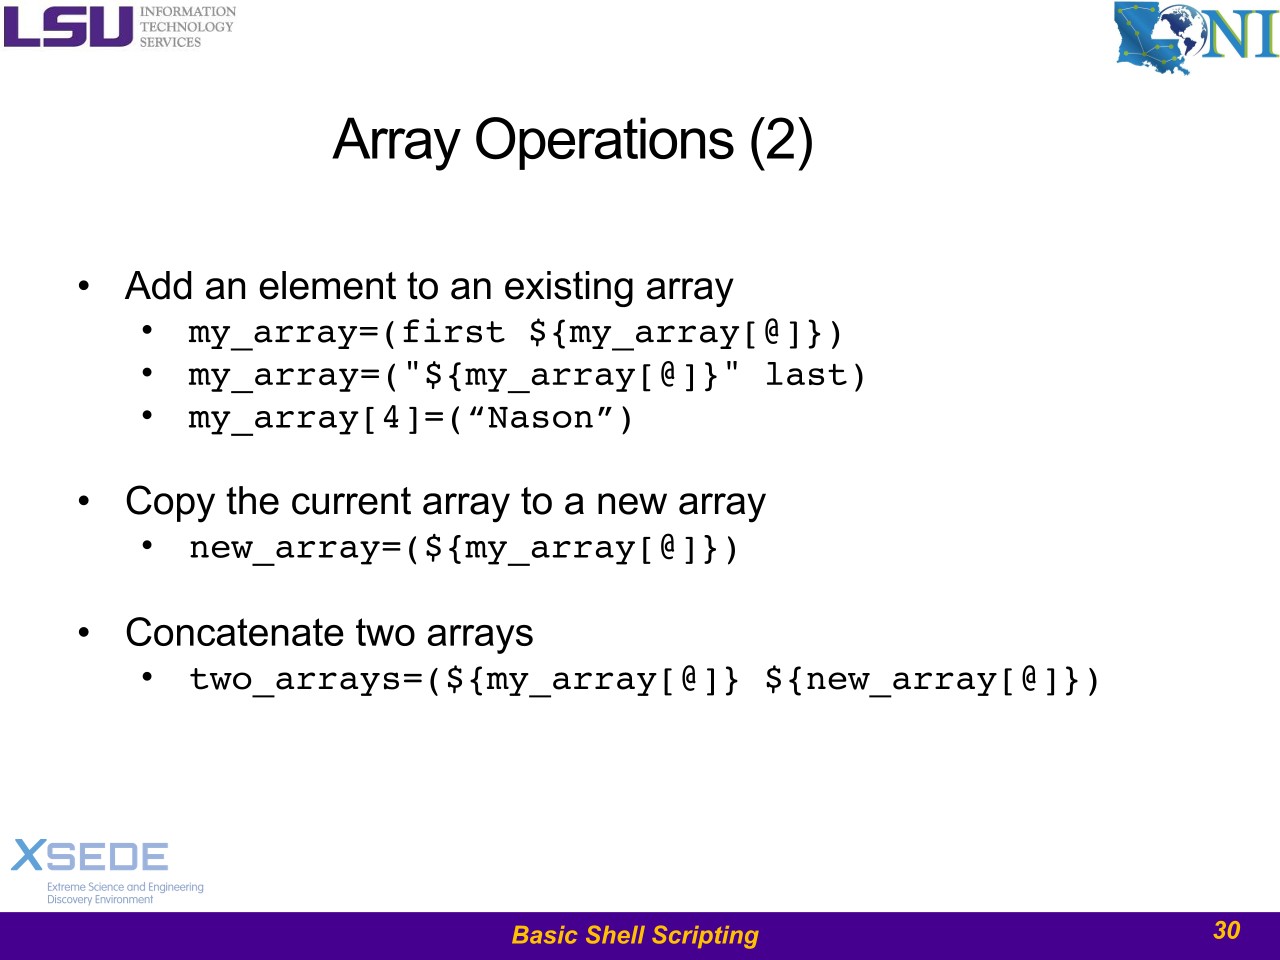 LSU INFORMATION
TECHNOLOGY
SERVICES
LONI
Array Operations (2)
• Add an element to an existing array
• my_array=(first ${my_array[@]})
• my_array=("${my_array[@]}" last)
• my_array[4]=(“Nason”)
• Copy the current array to a new array
• new_array=(${my_array[@]})
• Concatenate two arrays
• two_arrays=(${my_array[@]} ${new_array[@]})
XSEDE
Extreme Science and Engineering
Discovery Environment
Basic Shell Scripting
30